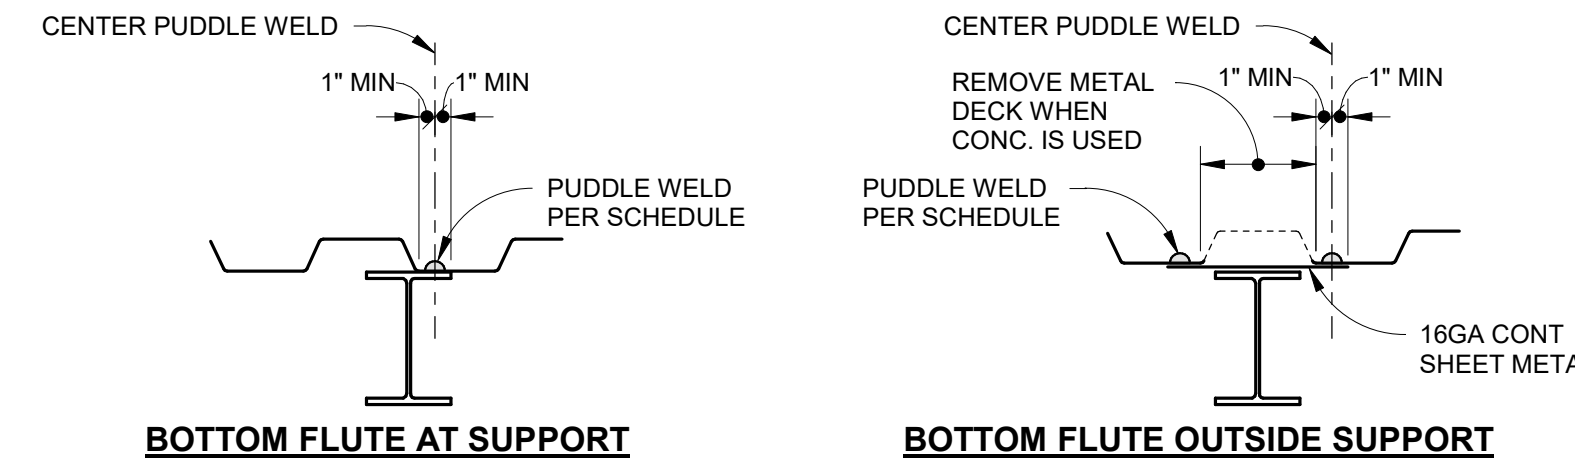 CENTER PUDDLE WELD
1" MIN 1" MIN
PUDDLE WELD
PER SCHEDULE
BOTTOM FLUTE AT SUPPORT
CENTER PUDDLE WELD
1" MIN 1" MIN
REMOVE METAL
DECK WHEN
CONC. IS USED
PUDDLE WELD
PER SCHEDULE
16GA CONT
SHEET
BOTTOM FLUTE OUTSIDE SUPPORT